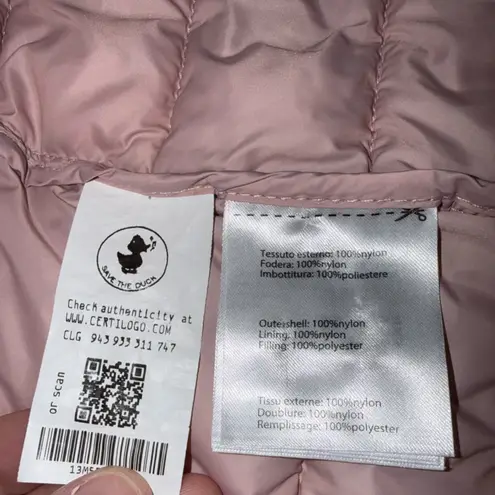 SAVE THE DUCK
Check authenticity at
WWW.CERTILOGO.COM
CLG 943 933 311 747
or scan
Tessuto esterno: 100%nylon
Fodera: 100%nylon
Imbottitura: 100%poliestere
Outershell: 100%nylon
Lining: 100%nylon
Filling: 100%polyester
Tissu externe: 100%nylon
Doublure: 100%nylon
Remplissage: 100%polyester